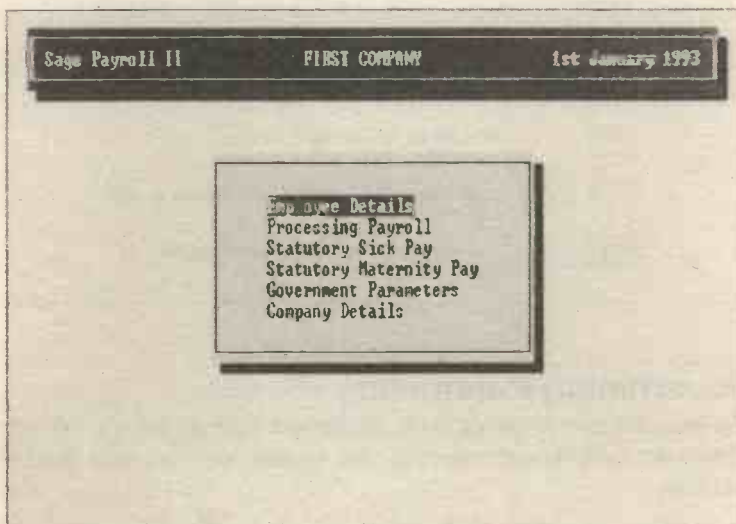 Sage Payroll II FIRST COMPANY 1st January 1993
Employee Details
Processing Payroll
Statutory Sick Pay
Statutory Maternity Pay
Government Parameters
Company Details